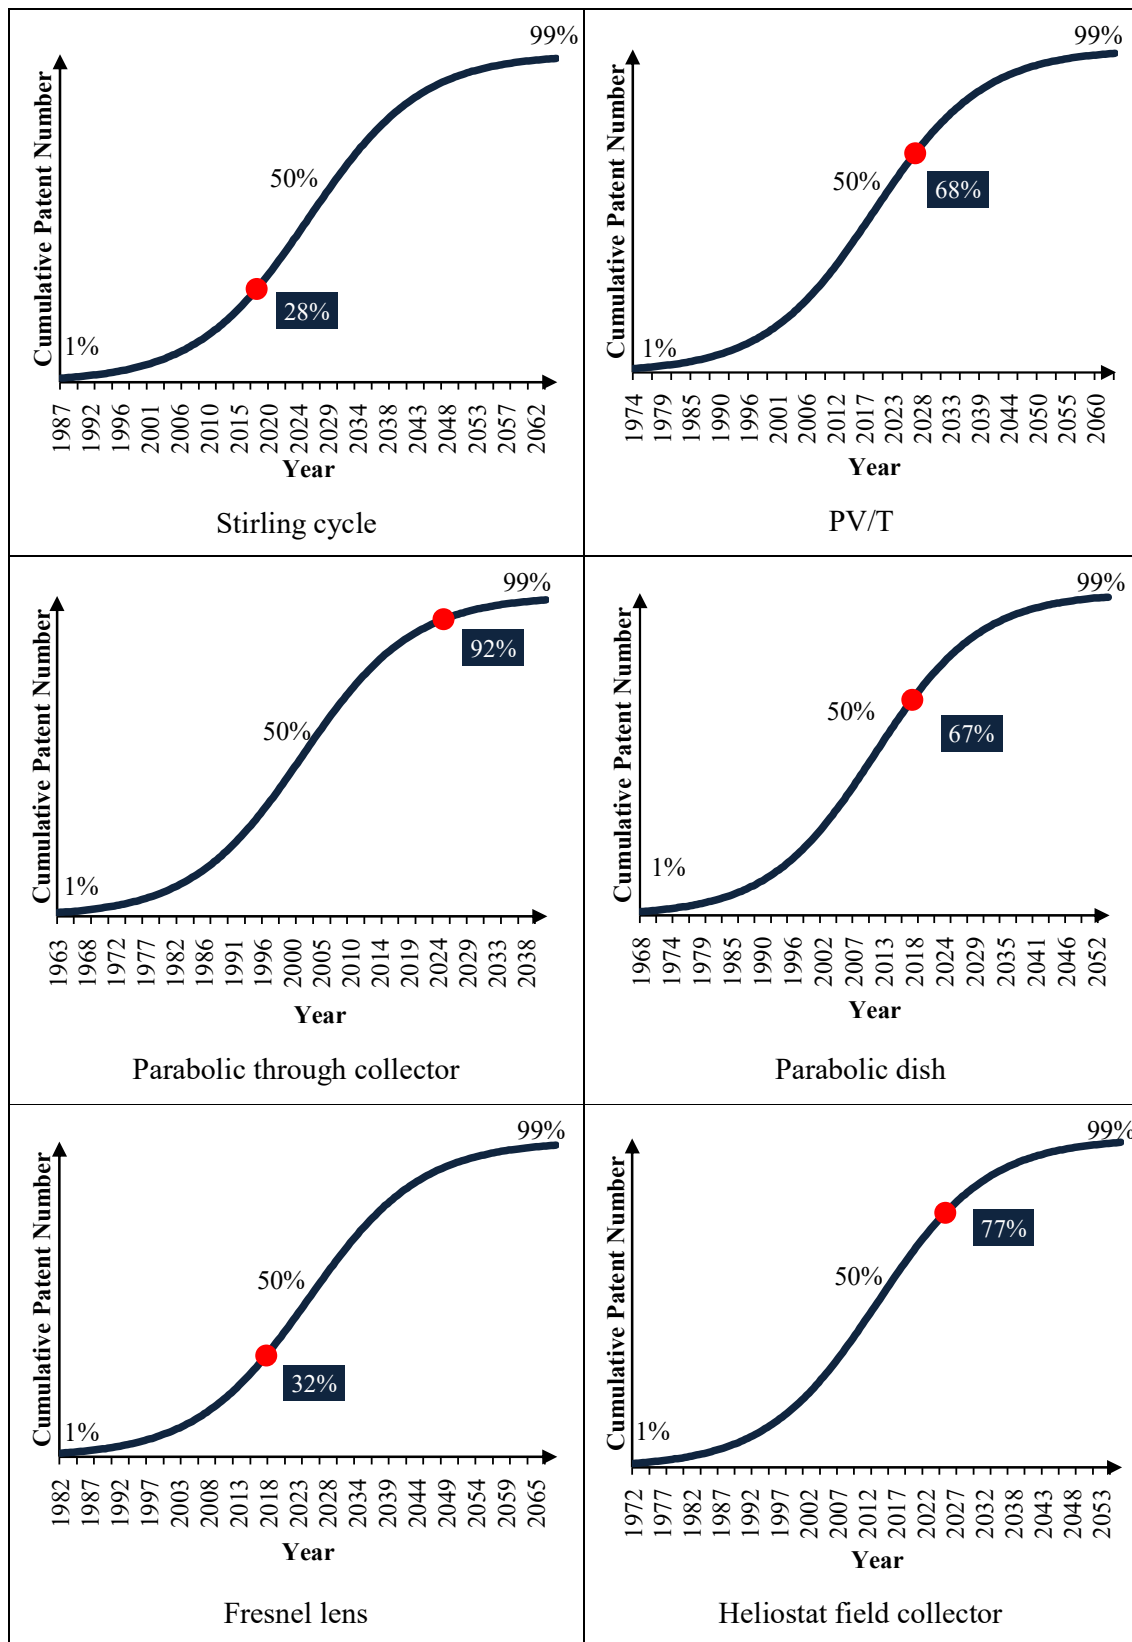 99%
Cumulative Patent Number
50%
28%
1%
1987 1992 1996 2001 2006 2010 2015 2020 2024 2029 2034 2038 2043 2048 2053 2057 2062
Year
Stirling cycle
99%
Cumulative Patent Number
50%
68%
1%
1974 1979 1985 1990 1996 2001 2006 2012 2017 2023 2028 2033 2039 2044 2050 2055 2060
Year
PV/T
99%
Cumulative Patent Number
92%
50%
1%
1963 1968 1972 1977 1982 1986 1991 1996 2000 2005 2010 2014 2019 2024 2029 2033 2038
Year
Parabolic through collector
99%
Cumulative Patent Number
50%
67%
1%
1968 1974 1979 1985 1990 1996 2002 2007 2013 2018 2024 2029 2035 2041 2046 2052
Year
Parabolic dish
99%
Cumulative Patent Number
50%
32%
1%
1982 1987 1992 1997 2003 2008 2013 2018 2023 2028 2034 2039 2044 2049 2054 2059 2065
Year
Fresnel lens
99%
Cumulative Patent Number
77%
50%
1%
1972 1977 1982 1987 1992 1997 2002 2007 2012 2017 2022 2027 2032 2038 2043 2048 2053
Year
Heliostat field collector